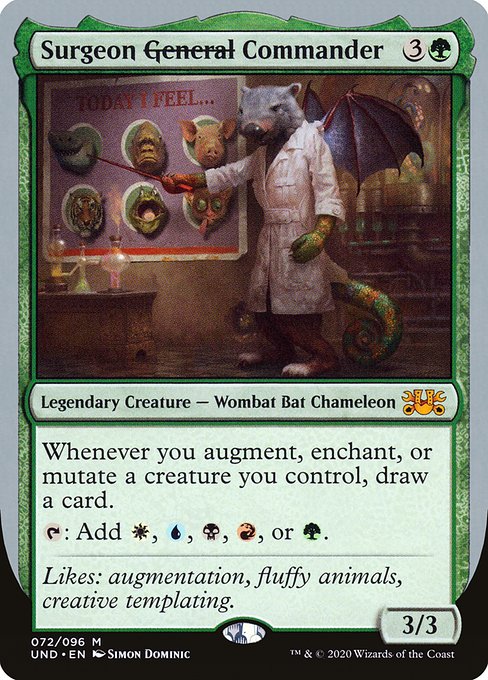 Surgeon General Commander 3
TODAY I FEEL...
Legendary Creature — Wombat Bat Chameleon
Whenever you augment, enchant, or
mutate a creature you control, draw
a card.
: Add , , , , or .
Likes: augmentation, fluffy animals,
creative templating.
3/3
072/096 M
UND • EN SIMON DOMINIC
™ & © 2020 Wizards of the Coast